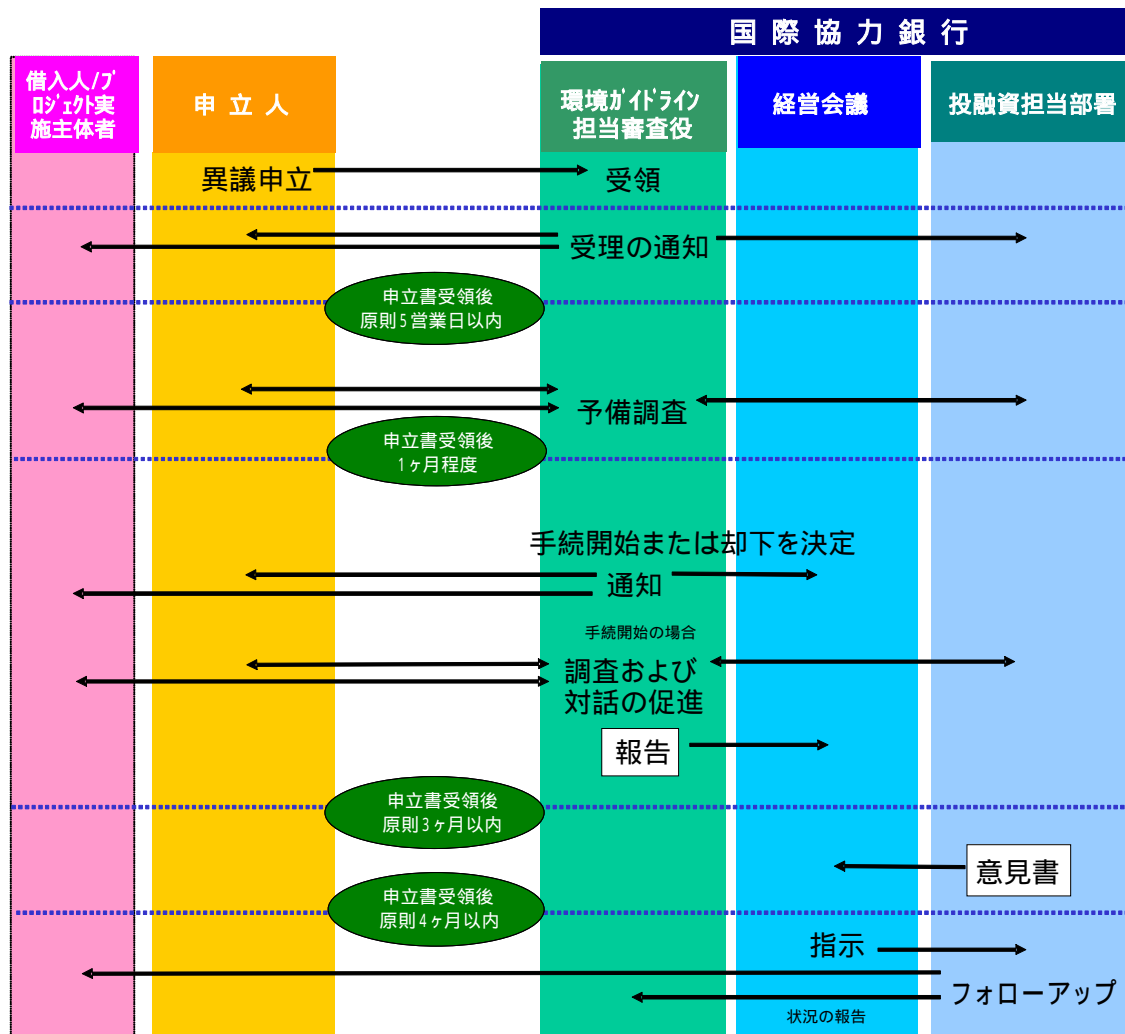 国際協力銀行
借入人/プ
ロジェクト実
施主体者
申立人
環境ガイドライン
担当審査役
経営会議
投融資担当部署
異議申立
受領
受理の通知
申立書受領後
原則5営業日以内
予備調査
申立書受領後
1ヶ月程度
手続開始または却下を決定
通知
手続開始の場合
調査および
対話の促進
報告
申立書受領後
原則3ヶ月以内
意見書
申立書受領後
原則4ヶ月以内
指示
フォローアップ
状況の報告